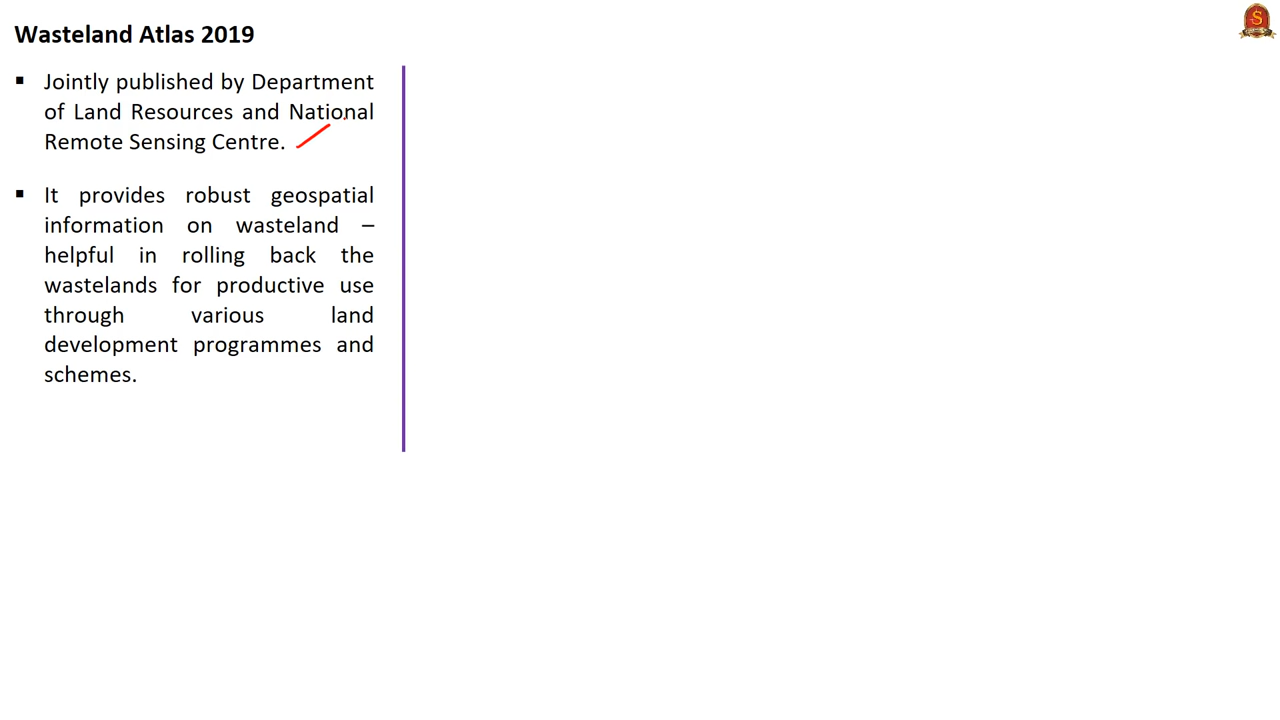 Wasteland Atlas 2019
▪ Jointly published by Department
of Land Resources and National
Remote Sensing Centre.
▪ It provides robust geospatial
information on wasteland –
helpful in rolling back the
wastelands for productive use
through various land
development programmes and
schemes.
S